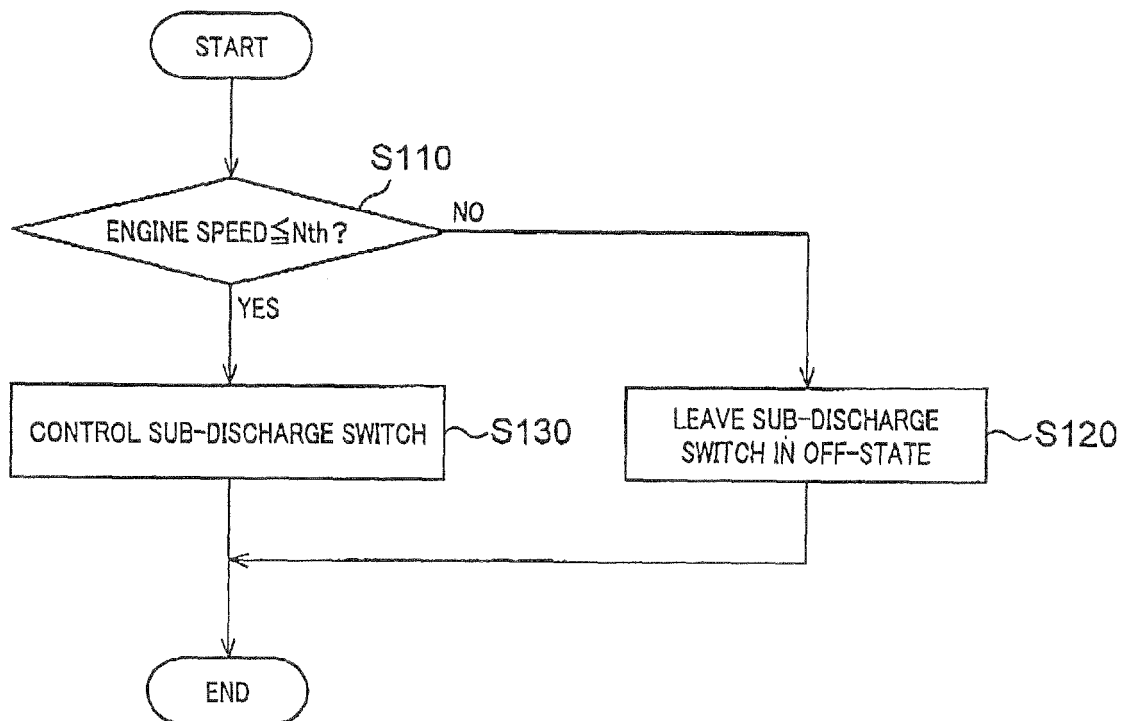 START
S110
ENGINE SPEED≦Nth?
NO
YES
CONTROL SUB-DISCHARGE SWITCH
S130
LEAVE SUB-DISCHARGE
SWITCH IN OFF-STATE
S120
END